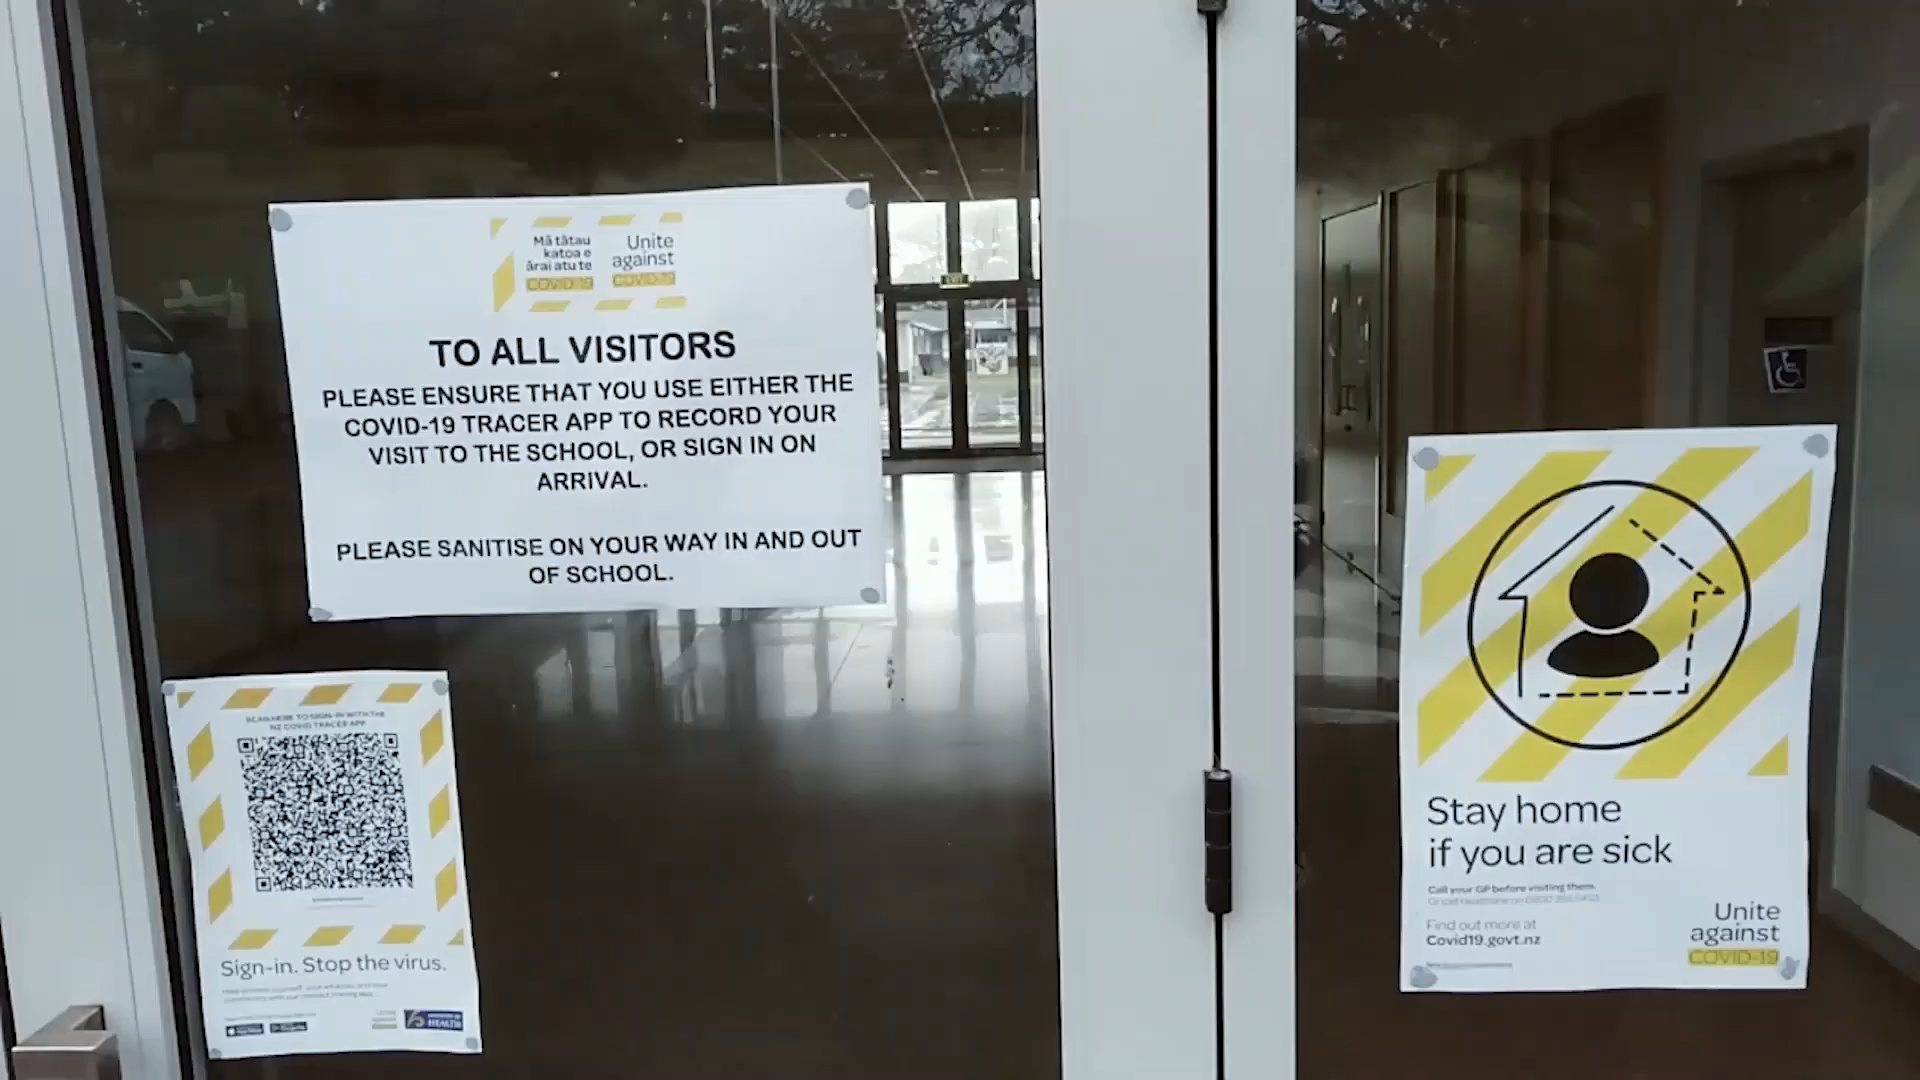 Mā tātau
katoa e
ārai atu te
COVID-19
Unite
against
COVID-19
TO ALL VISITORS
PLEASE ENSURE THAT YOU USE EITHER THE
COVID-19 TRACER APP TO RECORD YOUR
VISIT TO THE SCHOOL, OR SIGN IN ON
ARRIVAL.
PLEASE SANITISE ON YOUR WAY IN AND OUT
OF SCHOOL.
SCAN HERE TO SIGN-IN WITH THE
NZ COVID TRACER APP
Sign-in. Stop the virus.
HEALTH
Stay home
if you are sick
Call your GP before visiting them.
Find out more at
Covid19.govt.nz
Unite
against
COVID-19